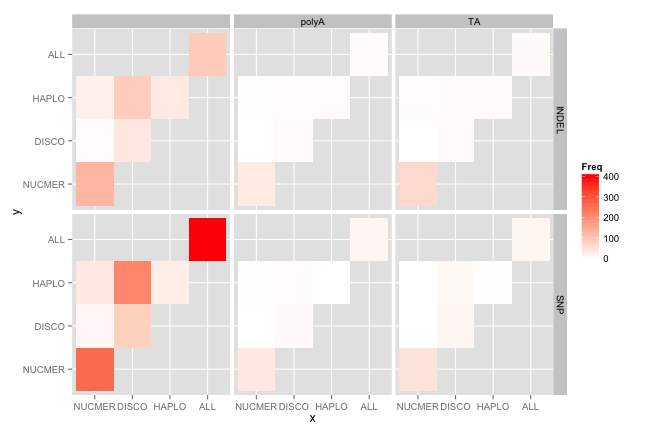 polyA TA
ALL
HAPLO
DISCO
NUCMER
INDEL
ALL
HAPLO
DISCO
NUCMER
SNP
y
NUCMER DISCO HAPLO ALL NUCMER DISCO HAPLO ALL NUCMER DISCO HAPLO ALL
x
Freq
400
300
200
100
0